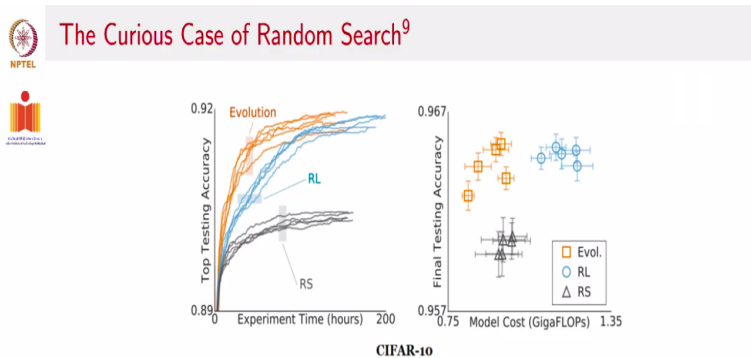 The Curious Case of Random Search9
NPTEL
0.92
Evolution
RL
RS
Top Testing Accuracy
0.89
0
Experiment Time (hours)
200
0.967
Final Testing Accuracy
Evol.
RL
RS
0.957
0.75
Model Cost (GigaFLOPs)
1.35
CIFAR-10